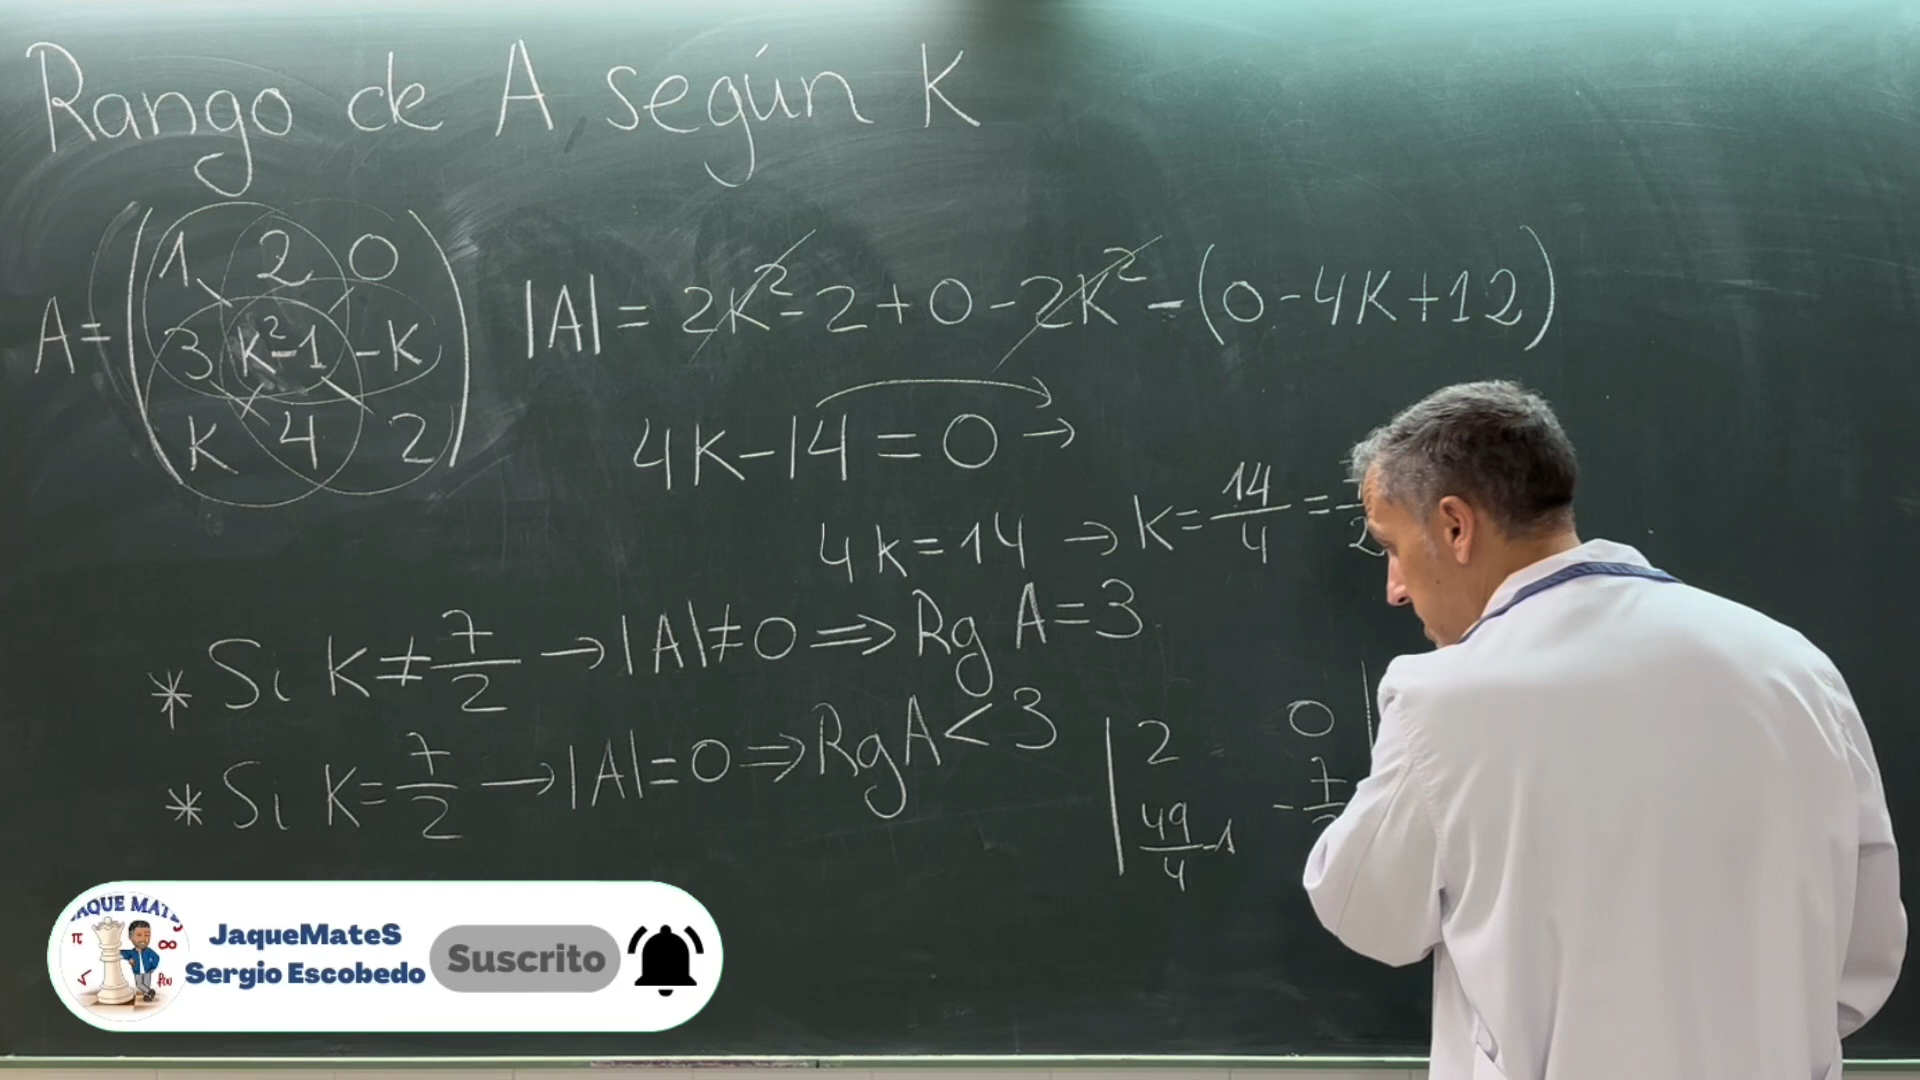 Rango de A según K
A = ( 1 2 0
3 K²-1 -K
K 4 2 )
|A| = 2K² - 2 + 0 - 2K² - (0 - 4K + 12)
4K - 14 = 0 →
4K = 14 → K = 14/4 =
* Si K ≠ 7/2 → |A| ≠ 0 ⇒ Rg A = 3
* Si K = 7/2 → |A| = 0 ⇒ Rg A < 3
| 2 0 |
49/4 - 1
JaqueMateS
Sergio Escobedo
Suscrito